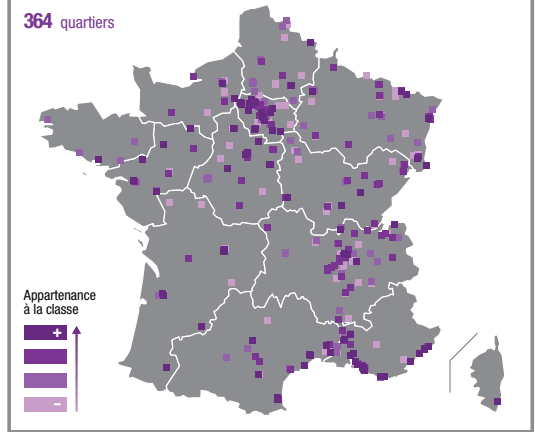 364 quartiers
Appartenance
à la classe
+
–